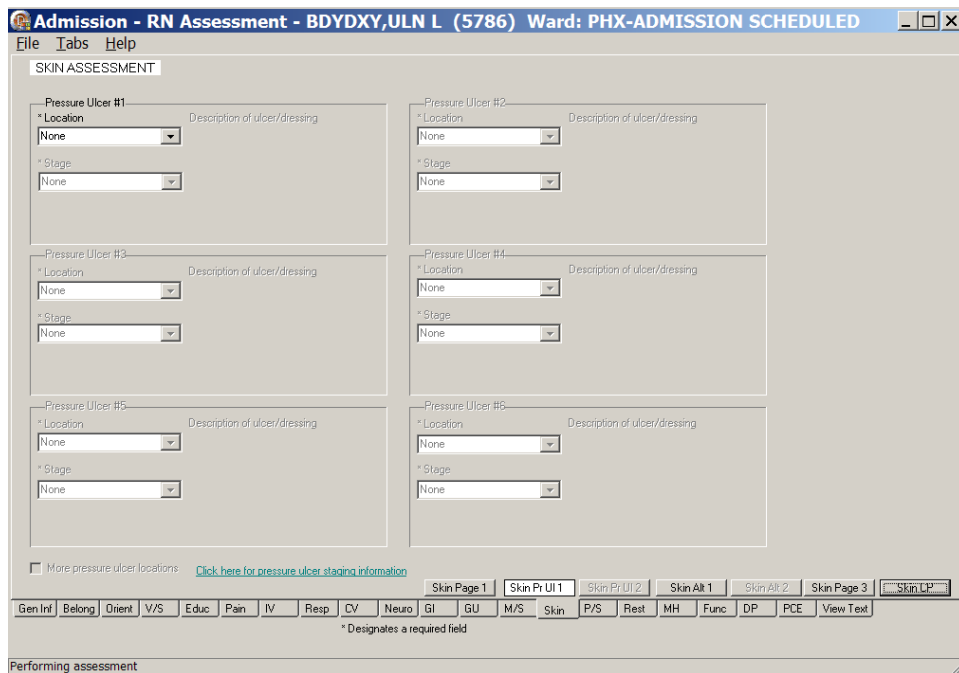 Admission - RN Assessment - BDYDXY,ULN L (5786) Ward: PHX-ADMISSION SCHEDULED
File Tabs Help
SKIN ASSESSMENT
Pressure Ulcer #1
* Location Description of ulcer/dressing
None
* Stage
None
Pressure Ulcer #2
* Location Description of ulcer/dressing
None
* Stage
None
Pressure Ulcer #3
* Location Description of ulcer/dressing
None
* Stage
None
Pressure Ulcer #4
* Location Description of ulcer/dressing
None
* Stage
None
Pressure Ulcer #5
* Location Description of ulcer/dressing
None
* Stage
None
Pressure Ulcer #6
* Location Description of ulcer/dressing
None
* Stage
None
More pressure ulcer locations Click here for pressure ulcer staging information
Skin Page 1 Skin Pr Ul 1 Skin Pr Ul 2 Skin Alt 1 Skin Alt 2 Skin Page 3 Skin CP
Gen Inf Belong Orient V/S Educ Pain IV Resp CV Neuro GI GU M/S Skin P/S Rest MH Func DP PCE View Text
* Designates a required field
Performing assessment